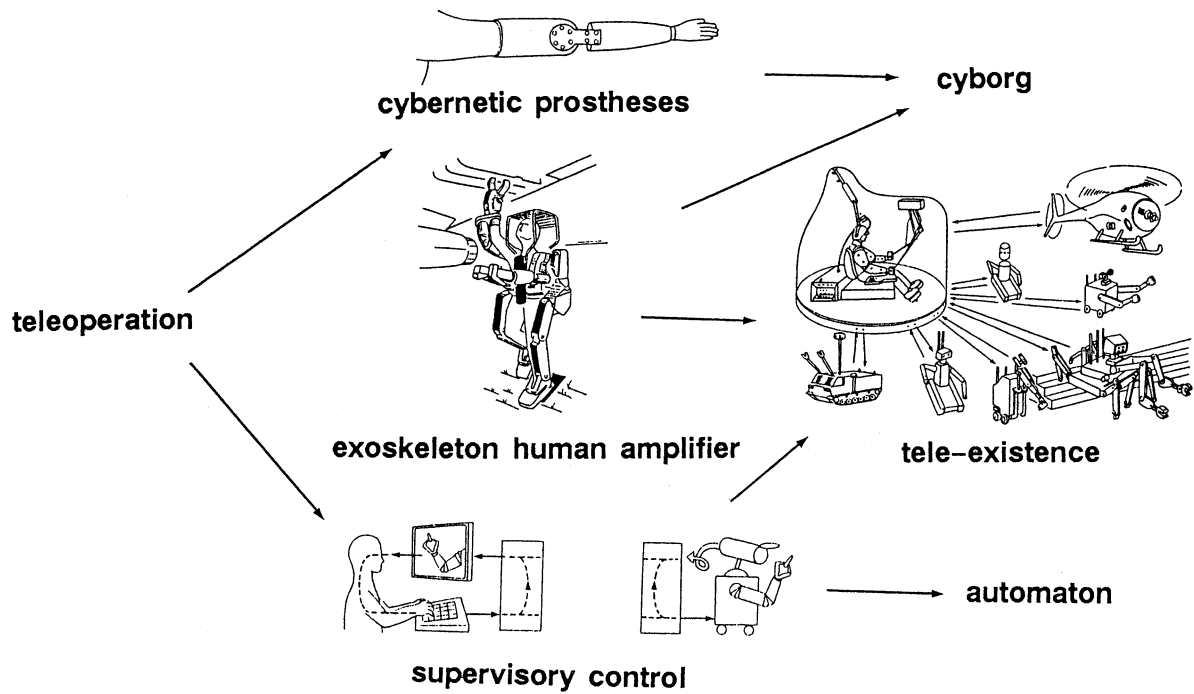 cybernetic prostheses
cyborg
teleoperation
exoskeleton human amplifier
tele-existence
automaton
supervisory control